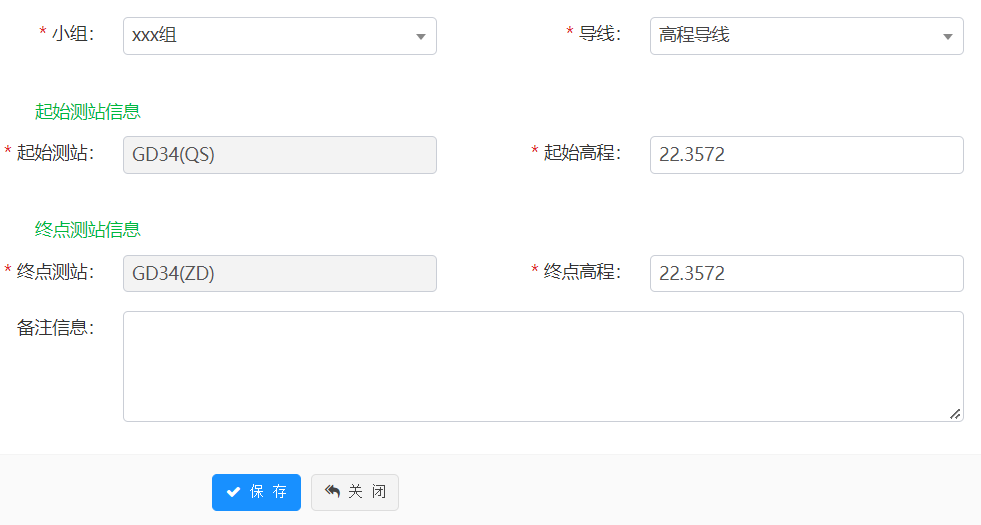 * 小组： xxx组 * 导线： 高程导线
起始测站信息
* 起始测站： GD34(QS) * 起始高程： 22.3572
终点测站信息
* 终点测站： GD34(ZD) * 终点高程： 22.3572
备注信息：
保 存 关 闭